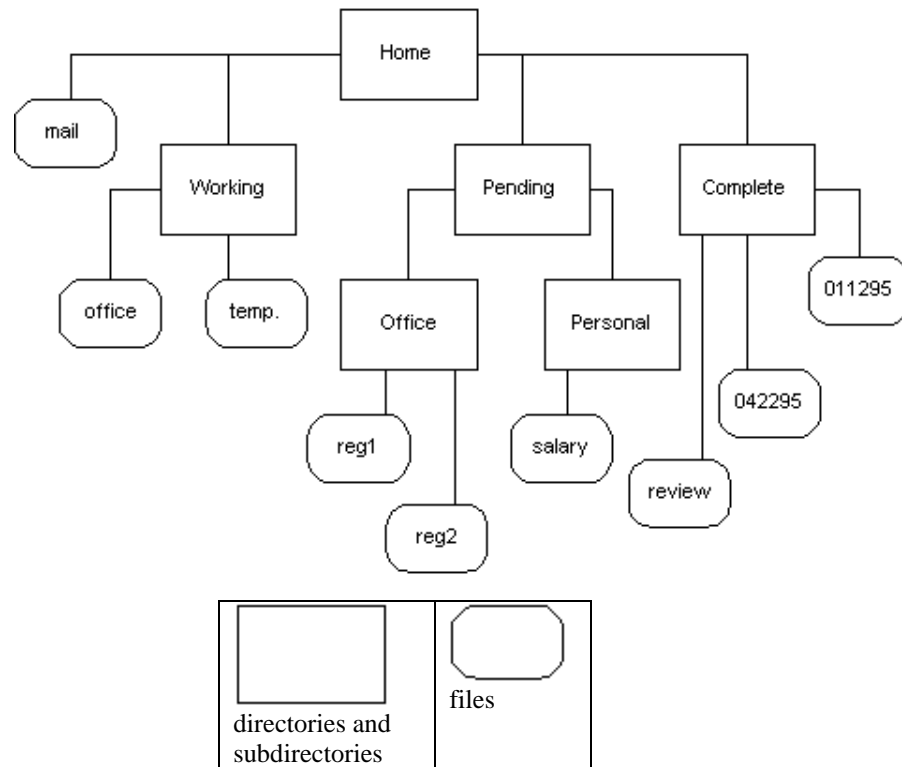 Home
mail
Working
Pending
Complete
office
temp.
Office
Personal
011295
reg1
salary
042295
review
reg2
directories and
subdirectories
files